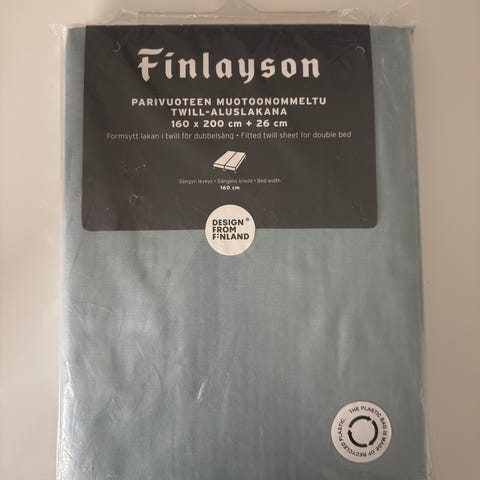 Finlayson
PARIVUOTEEN MUOTOONOMMELTU
TWILL-ALUSLAKANA
160 x 200 cm + 26 cm
Formsytt lakan i twill för dubbelsäng • Fitted twill sheet for double bed
Sängyn leveys • Sängens bredd • Bed width
160 cm
DESIGN
FROM
FINLAND
THE PLASTIC BAG IS MADE OF RECYCLED PLASTIC.